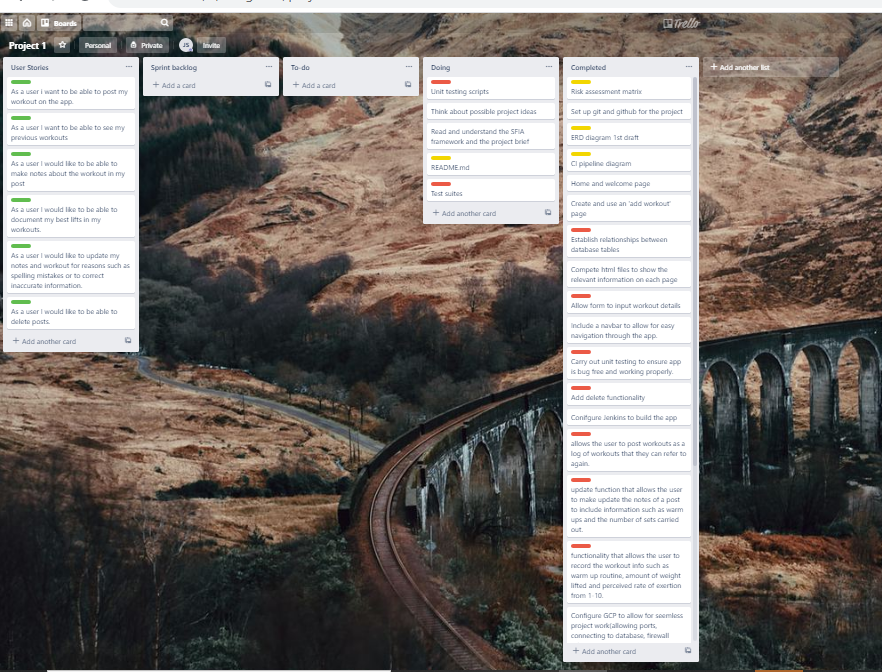 Boards
Trello
Project 1
Personal
Private
JS
Invite
User Stories
As a user i want to be able to post my
workout on the app.
As a user I want to be able to see my
previous workouts
As a user I would like to be able to
make notes about the workout in my
post
As a user I would like to be able to
document my best lifts in my
workouts.
As a user I would like to update my
notes and workout for reasons such as
spelling mistakes or to correct
inaccurate information.
As a user I would like to be able to
delete posts.
+ Add another card
Sprint backlog
+ Add a card
To-do
+ Add a card
Doing
Unit testing scripts
Think about possible project ideas
Read and understand the SFIA
framework and the project brief
README.md
Test suites
+ Add another card
Completed
Risk assessment matrix
Set up git and github for the project
ERD diagram 1st draft
CI pipeline diagram
Home and welcome page
Create and use an 'add workout'
page
Establish relationships between
database tables
Compete html files to show the
relevant information on each page
Allow form to input workout details
Include a navbar to allow for easy
navigation through the app.
Carry out unit testing to ensure app
is bug free and working properly.
Add delete functionality
Conifgure Jenkins to build the app
allows the user to post workouts as a
log of workouts that they can refer to
again.
update function that allows the user
to make update the notes of a post
to include information such as warm
ups and the number of sets carried
out.
functionality that allows the user to
record the workout info such as
warm up routine, amount of weight
lifted and perceived rate of exertion
from 1-10.
Configure GCP to allow for seemless
project work(allowing ports,
connecting to database, firewall
+ Add another card
+ Add another list